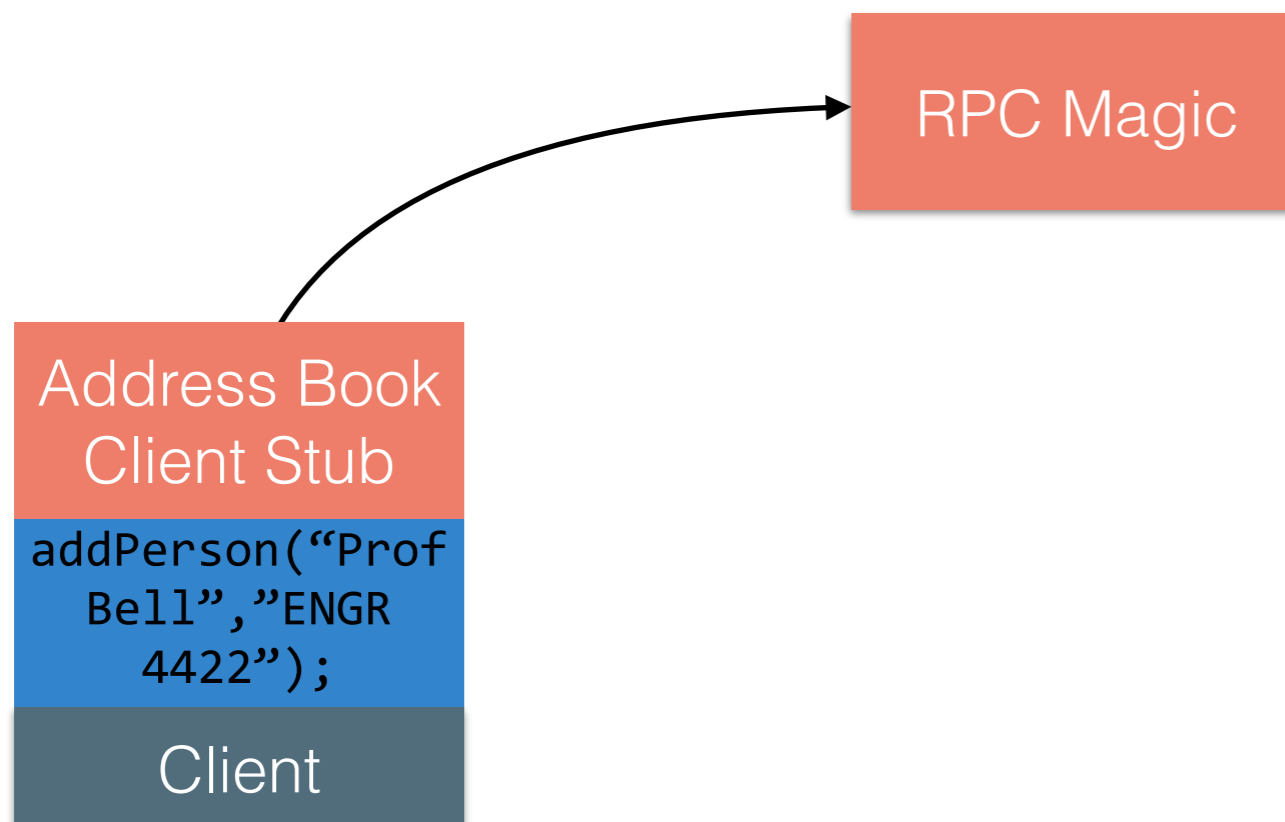 RPC Magic
Address Book
Client Stub
addPerson(“Prof
Bell”,”ENGR
4422”);
Client